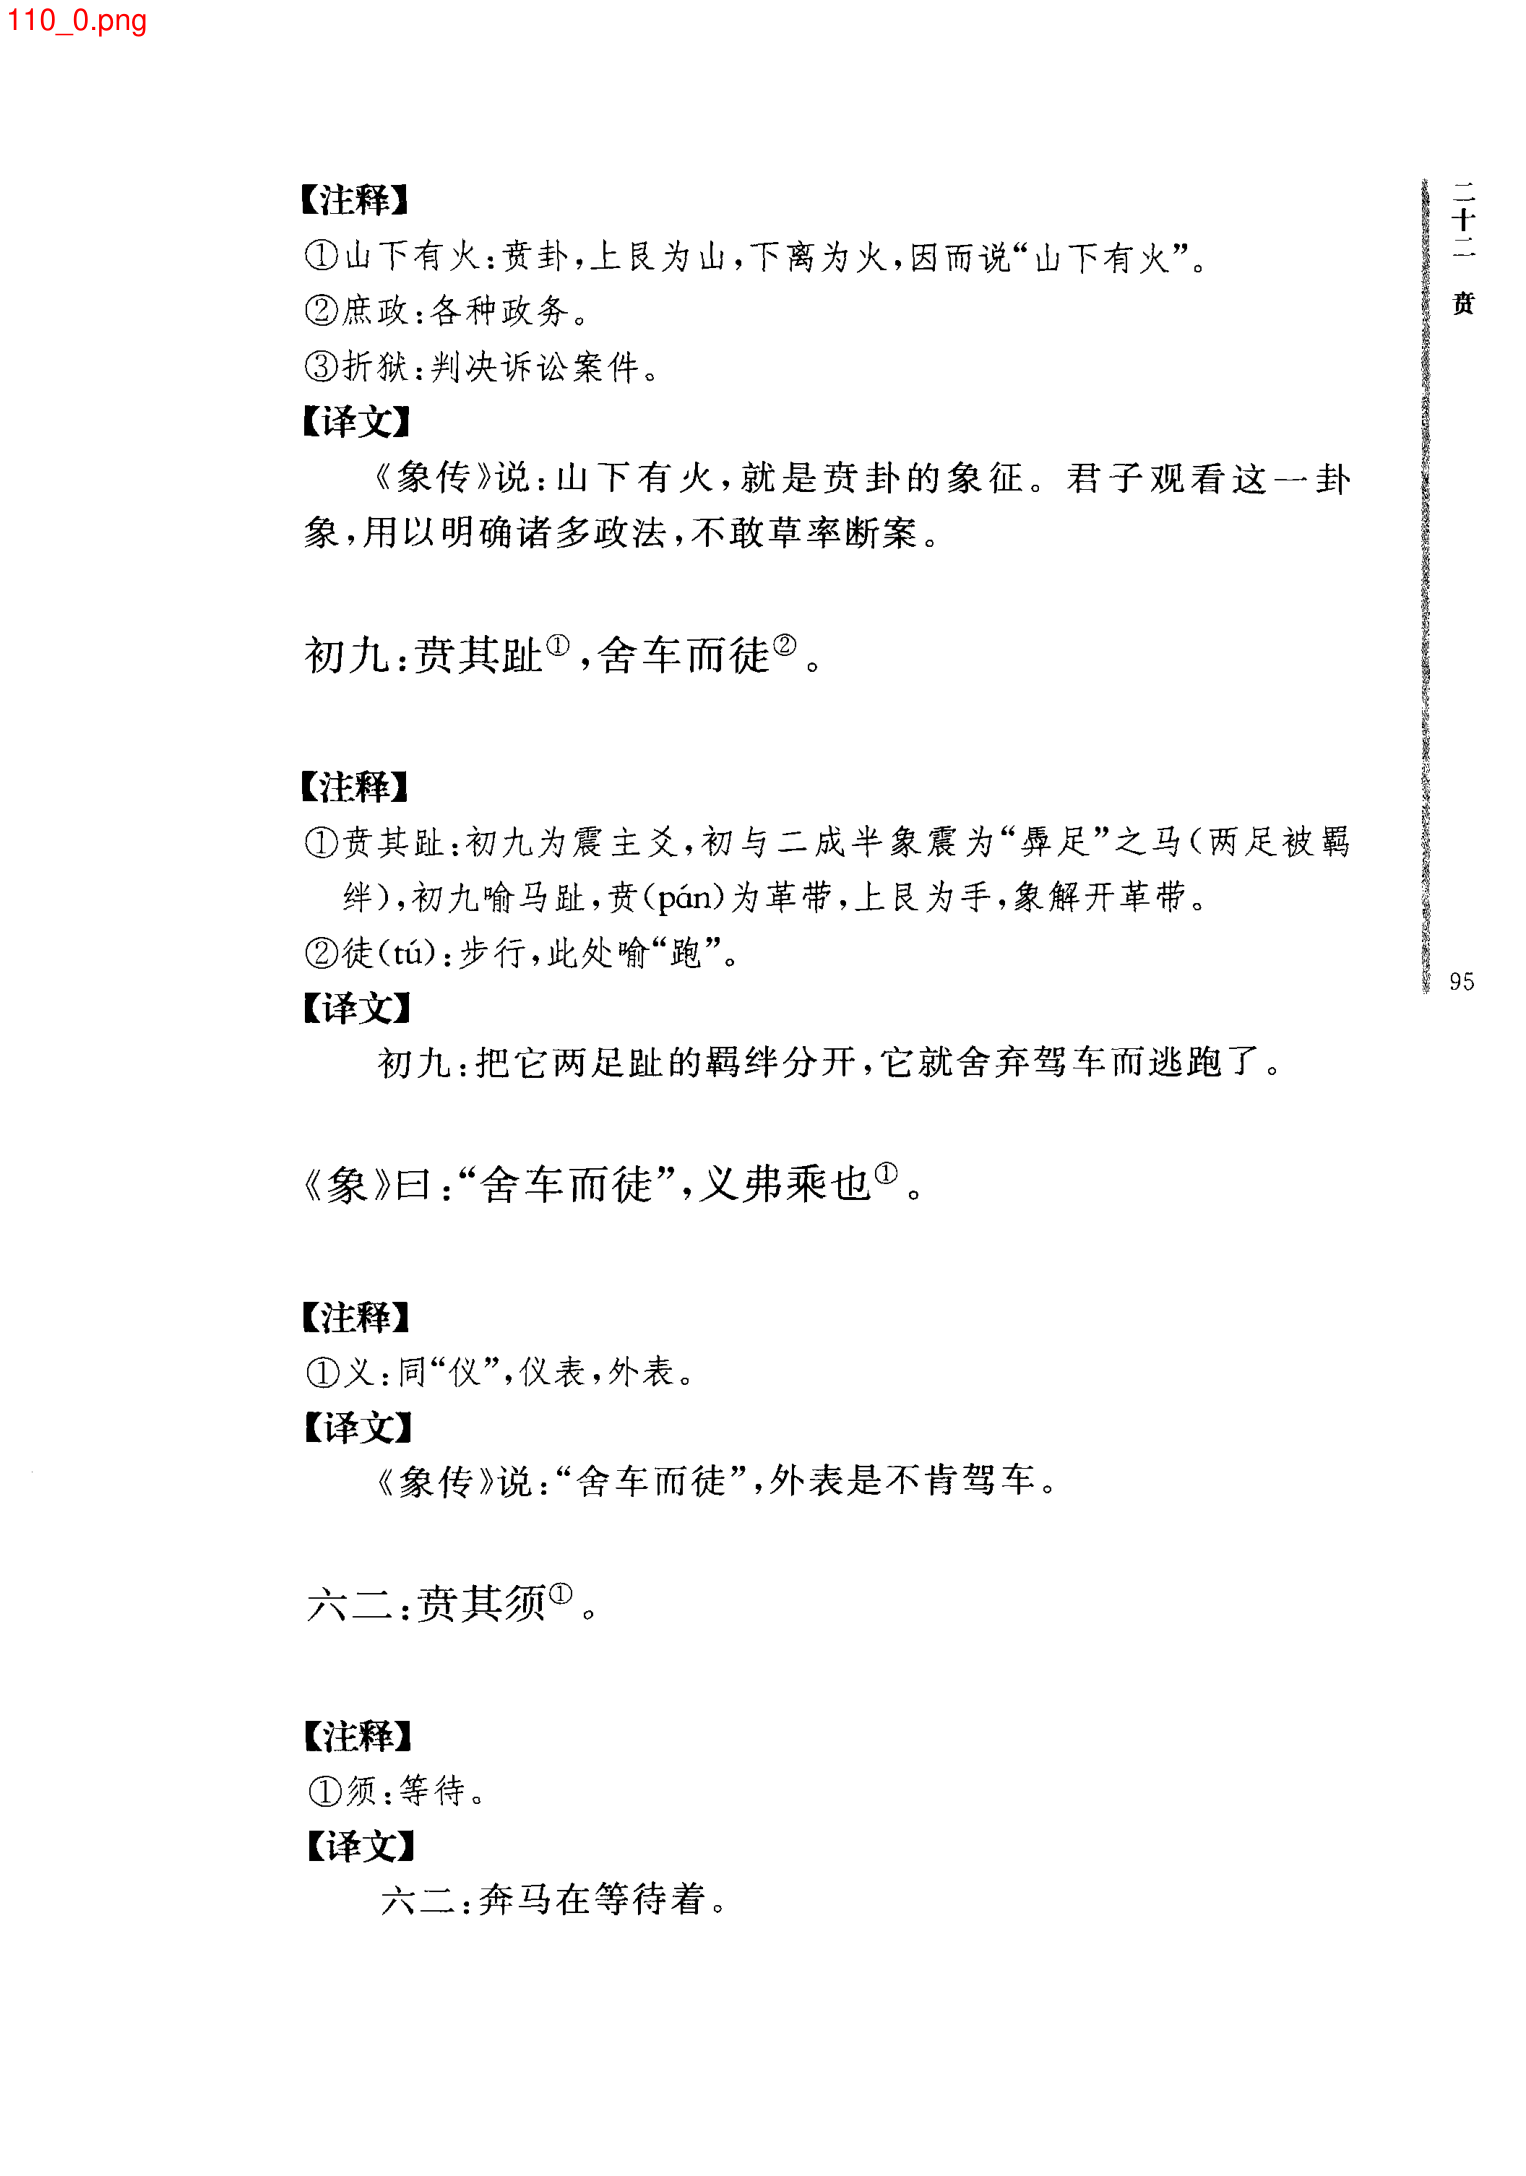 110_0.png
【注释】
①山下有火:贲卦,上艮为山,下离为火,因而说“山下有火”。
②庶政:各种政务。
③折狱:判决诉讼案件。
【译文】
《象传》说:山下有火,就是贲卦的象征。君子观看这一卦
象,用以明确诸多政法,不敢草率断案。
初九:贲其趾①,舍车而徒②。
【注释】
①贲其趾:初九为震主爻,初与二成半象震为“馵足”之马(两足被羁
绊),初九喻马趾,贲(pán)为革带,上艮为手,象解开革带。
②徒(tú):步行,此处喻“跑”。
【译文】
初九:把它两足趾的羁绊分开,它就舍弃驾车而逃跑了。
《象》曰:“舍车而徒”,义弗乘也①。
【注释】
①义:同“仪”,仪表,外表。
【译文】
《象传》说:“舍车而徒”,外表是不肯驾车。
六二:贲其须①。
【注释】
①须:等待。
【译文】
六二:奔马在等待着。
二十二 贲
95